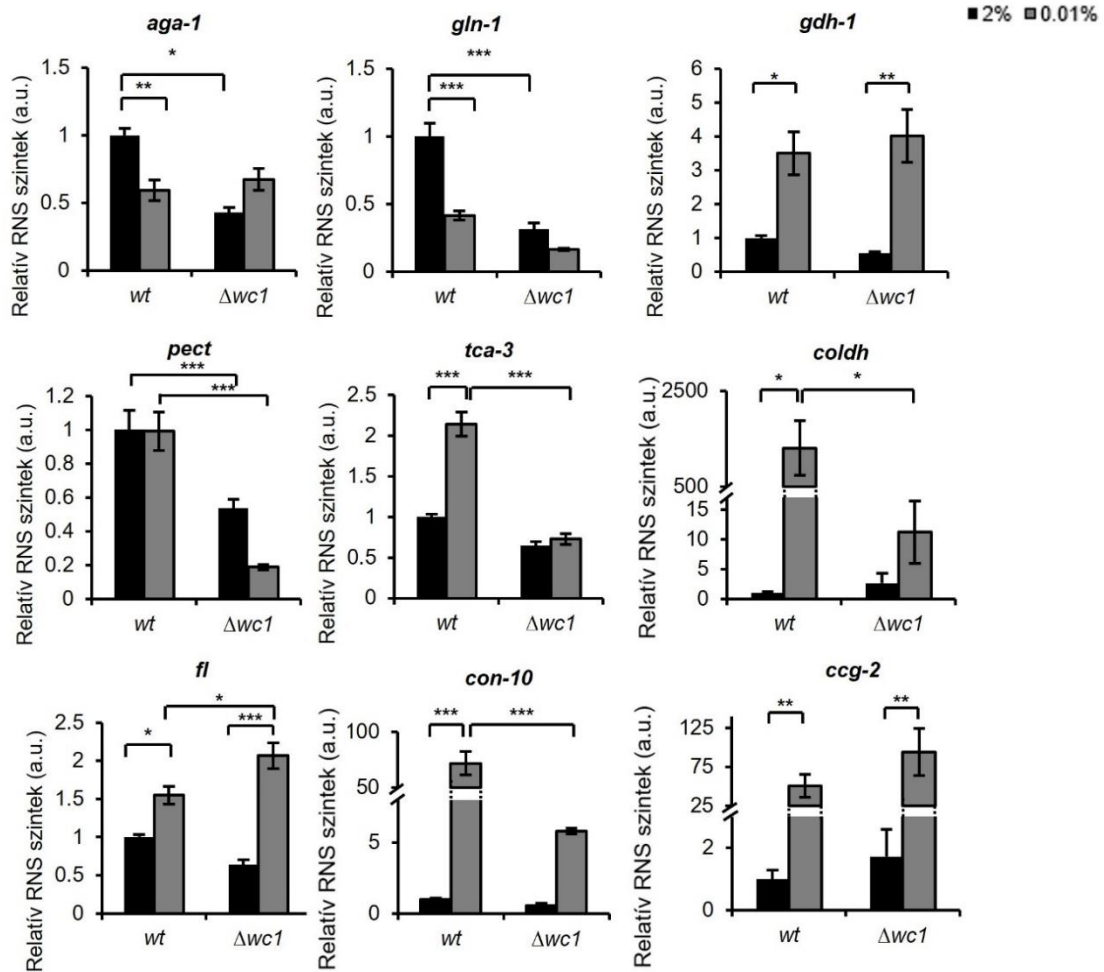 ■ 2% ■ 0.01%
aga-1
Relatív RNS szintek (a.u.)
1.5
1
0.5
0
*
**
wt
Δwc1
gln-1
Relatív RNS szintek (a.u.)
1.5
1
0.5
0
***
***
wt
Δwc1
gdh-1
Relatív RNS szintek (a.u.)
6
5
4
3
2
1
0
*
**
wt
Δwc1
pect
Relatív RNS szintek (a.u.)
1.2
1
0.8
0.6
0.4
0.2
0
***
***
wt
Δwc1
tca-3
Relatív RNS szintek (a.u.)
2.5
2
1.5
1
0.5
0
***
***
wt
Δwc1
coldh
Relatív RNS szintek (a.u.)
2500
500
15
10
5
0
*
*
wt
Δwc1
fl
Relatív RNS szintek (a.u.)
2.5
2
1.5
1
0.5
0
*
*
***
wt
Δwc1
con-10
Relatív RNS szintek (a.u.)
100
50
5
0
***
***
wt
Δwc1
ccg-2
Relatív RNS szintek (a.u.)
125
75
25
2
0
**
**
wt
Δwc1